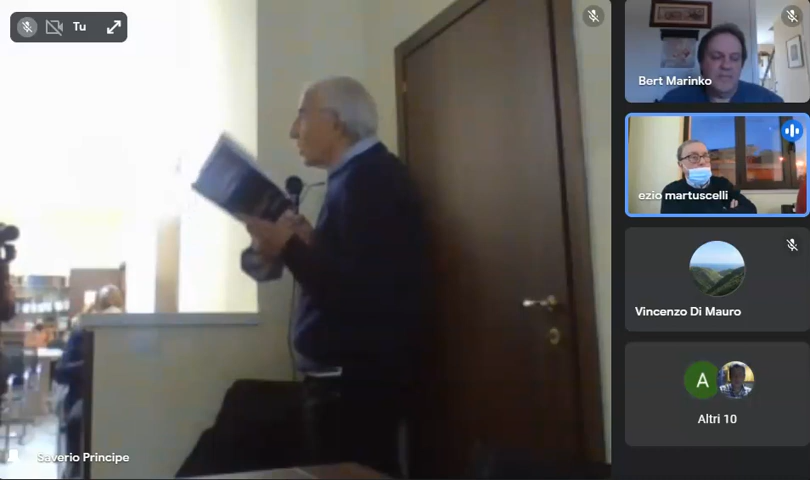 Tu
Bert Marinko
ezio martuscelli
Vincenzo Di Mauro
A
Altri 10
Saverio Principe